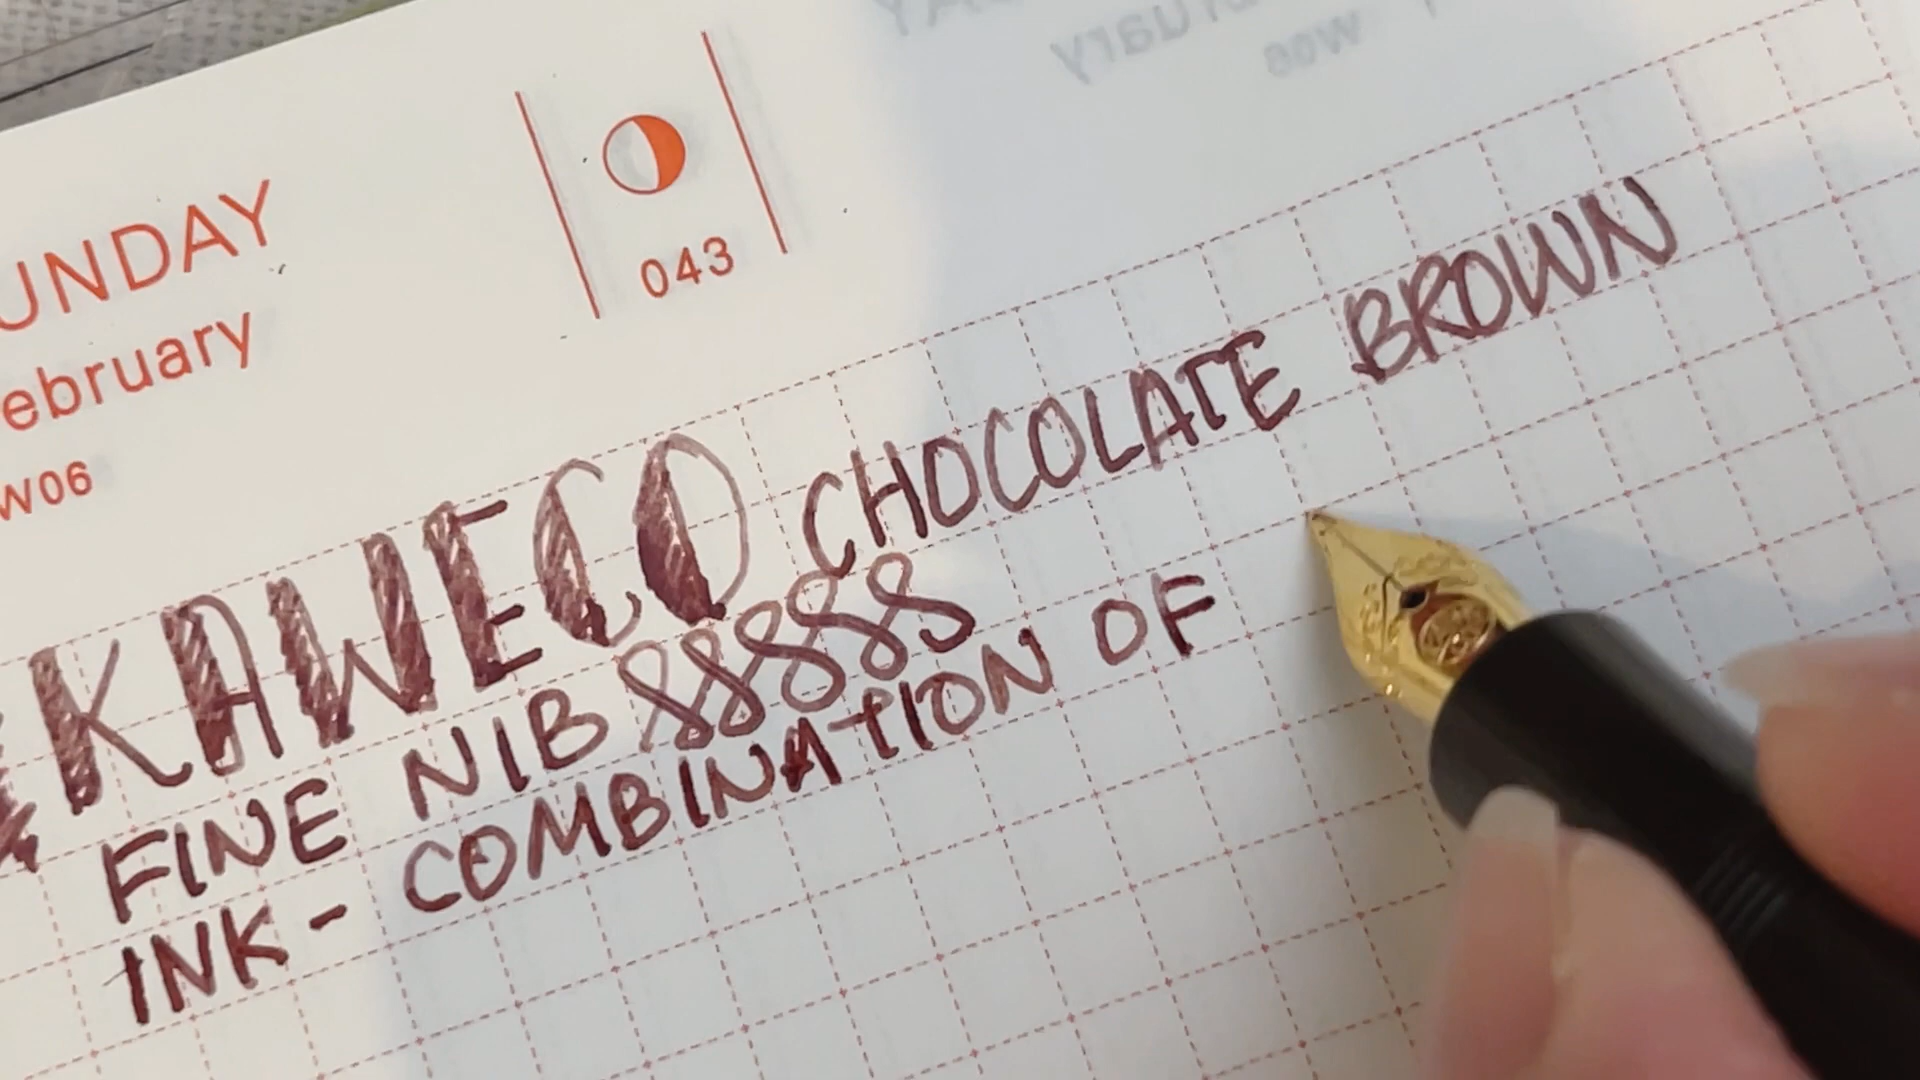 UNDAY
ebruary
W06
043
KAWECO CHOCOLATE BROWN
FINE NIB 88888
INK - COMBINATION OF